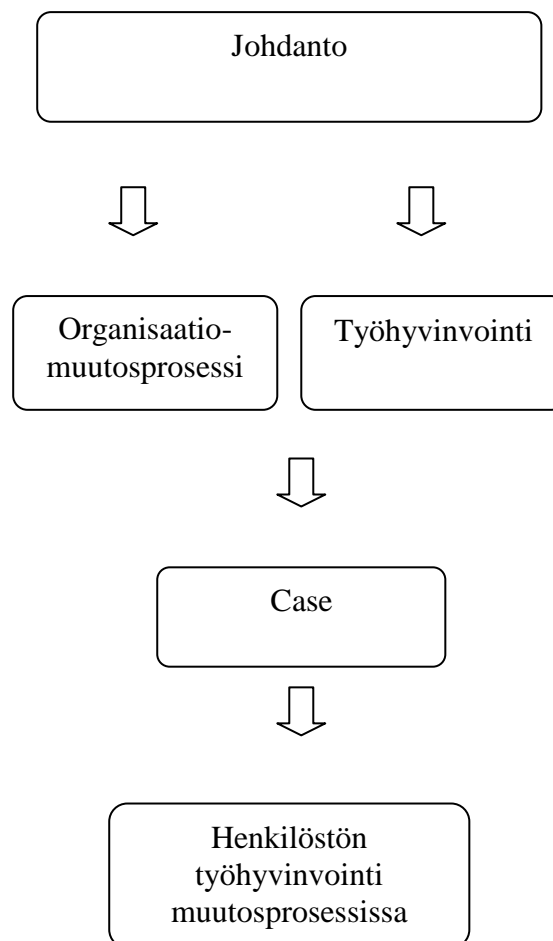 Johdanto
Organisaatio-
muutosprosessi
Työhyvinvointi
Case
Henkilöstön
työhyvinvointi
muutosprosessissa